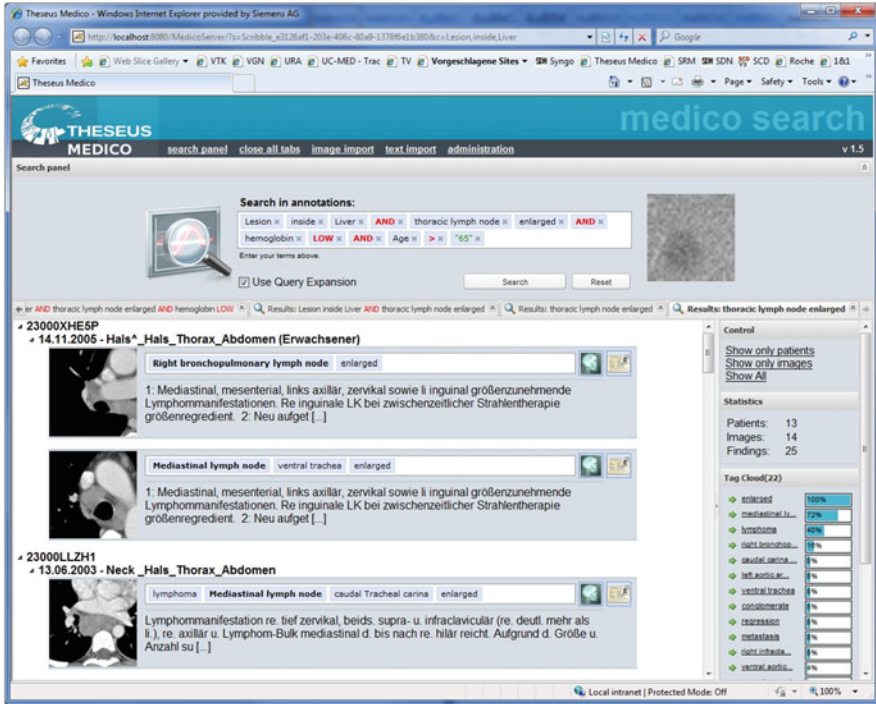 Theseus Medico - Windows Internet Explorer provided by Siemens AG
http://localhost:8080/MedicoServer/?s=Scribble_e3126af1-203e-406c-80a9-1378f6e1b380&c=Lesion,inside,Liver
Google
Favorites Web Slice Gallery VTK VGN URA UC-MED - Trac TV Vorgeschlagene Sites SIM Syngo Theseus Medico SRM SIM SDN SCD Roche 1&1
Theseus Medico
Page Safety Tools
THESEUS
MEDICO
medico search
search panel close all tabs image import text import administration
v 1.5
Search panel
Search in annotations:
Lesion × inside × Liver × AND × thoracic lymph node × enlarged × AND ×
hemoglobin × LOW × AND × Age × > × "65" ×
Enter your terms above.
Use Query Expansion
Search Reset
er AND thoracic lymph node enlarged AND hemoglobin LOW Results: Lesion inside Liver AND thoracic lymph node enlarged Results: thoracic lymph node enlarged Results: thoracic lymph node enlarged
23000XHE5P
14.11.2005 - Hals^_Hals_Thorax_Abdomen (Erwachsener)
Right bronchopulmonary lymph node enlarged
1: Mediastinal, mesenterial, links axillär, zervikal sowie li inguinal größenzunehmende
Lymphommanifestationen. Re inguinale LK bei zwischenzeitlicher Strahlentherapie
größenregredient. 2: Neu aufget [...]
Mediastinal lymph node ventral trachea enlarged
1: Mediastinal, mesenterial, links axillär, zervikal sowie li inguinal größenzunehmende
Lymphommanifestationen. Re inguinale LK bei zwischenzeitlicher Strahlentherapie
größenregredient. 2: Neu aufget [...]
23000LLZH1
13.06.2003 - Neck _Hals_Thorax_Abdomen
lymphoma Mediastinal lymph node caudal Tracheal carina enlarged
Lymphommanifestation re. tief zervikal, beids. supra- u. infraclaviculär (re. deutl. mehr als
li.), re. axillär u. Lymphom-Bulk mediastinal d. bis nach re. hilär reicht. Aufgrund d. Größe u.
Anzahl su [...]
Control
Show only patients
Show only images
Show All
Statistics
Patients: 13
Images: 14
Findings: 25
Tag Cloud(22)
enlarged 100%
mediastinal ly... 72%
lymphoma 40%
right bronchop...
caudal carina ...
left aortic ar...
ventral trachea
conglomerate
regression
metastasis
right infracla...
ventral aortic...
Local intranet | Protected Mode: Off
100%